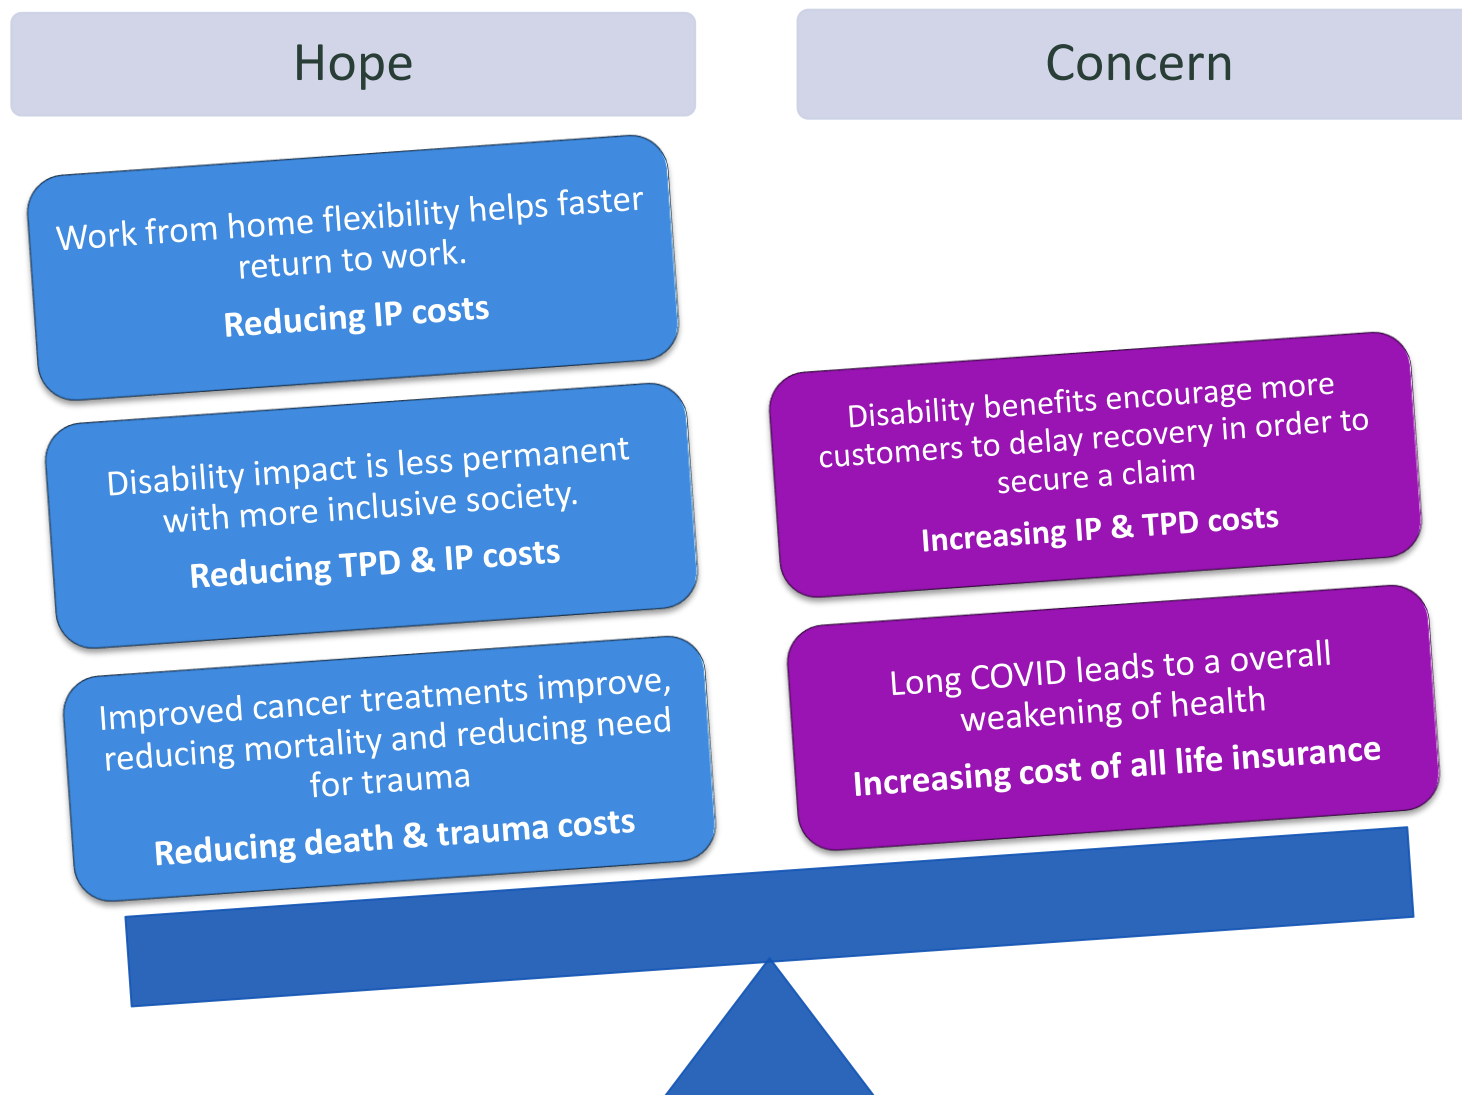 Hope
Work from home flexibility helps faster
return to work.
Reducing IP costs
Disability impact is less permanent
with more inclusive society.
Reducing TPD & IP costs
Improved cancer treatments improve,
reducing mortality and reducing need
for trauma
Reducing death & trauma costs
Concern
Disability benefits encourage more
customers to delay recovery in order to
secure a claim
Increasing IP & TPD costs
Long COVID leads to a overall
weakening of health
Increasing cost of all life insurance